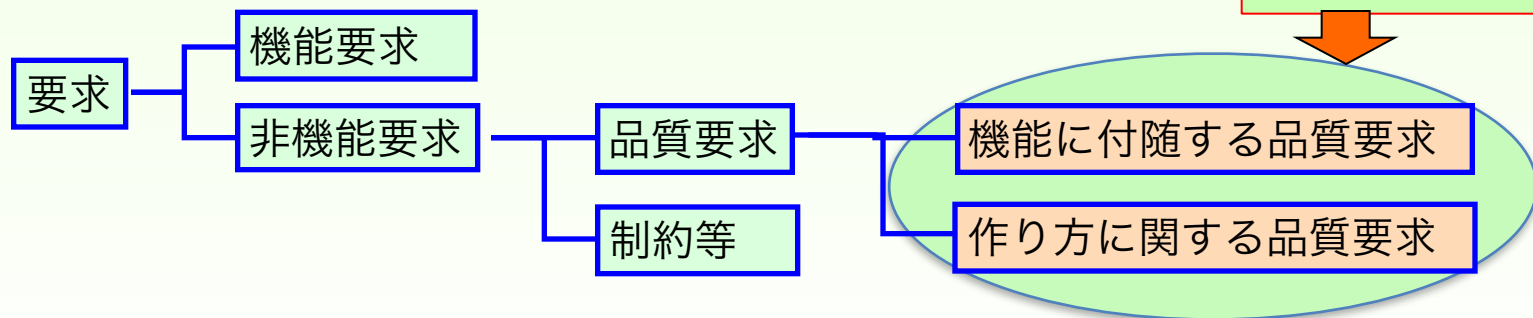 要求
機能要求
非機能要求
品質要求
制約等
機能に付随する品質要求
作り方に関する品質要求